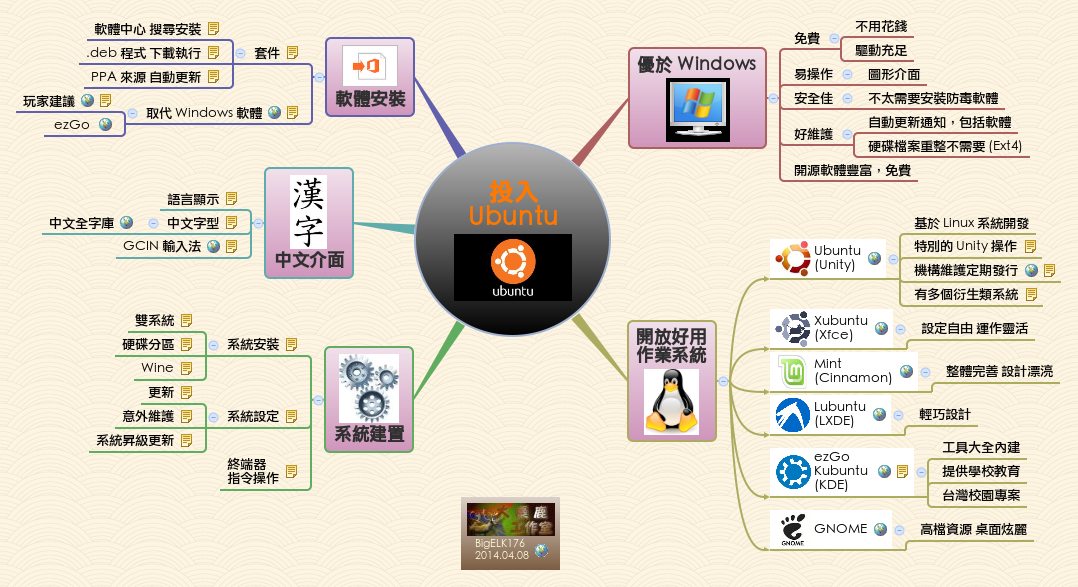 投入
Ubuntu
ubuntu
優於 Windows
免費
不用花錢
驅動充足
易操作
圖形介面
安全佳
不太需要安裝防毒軟體
好維護
自動更新通知，包括軟體
硬碟檔案重整不需要 (Ext4)
開源軟體豐富，免費
開放好用
作業系統
Ubuntu
(Unity)
基於 Linux 系統開發
特別的 Unity 操作
機構維護定期發行
有多個衍生類系統
Xubuntu
(Xfce)
設定自由 運作靈活
Mint
(Cinnamon)
整體完善 設計漂亮
Lubuntu
(LXDE)
輕巧設計
ezGo
Kubuntu
(KDE)
工具大全內建
提供學校教育
台灣校園專案
GNOME
GNOME
高檔資源 桌面炫麗
軟體安裝
套件
軟體中心 搜尋安裝
.deb 程式 下載執行
PPA 來源 自動更新
取代 Windows 軟體
玩家建議
ezGo
漢
字
中文介面
語言顯示
中文字型
中文全字庫
GCIN 輸入法
系統建置
系統安裝
雙系統
硬碟分區
Wine
系統設定
更新
意外維護
系統昇級更新
終端器
指令操作
鹿
工作室
BigELK176
2014.04.08